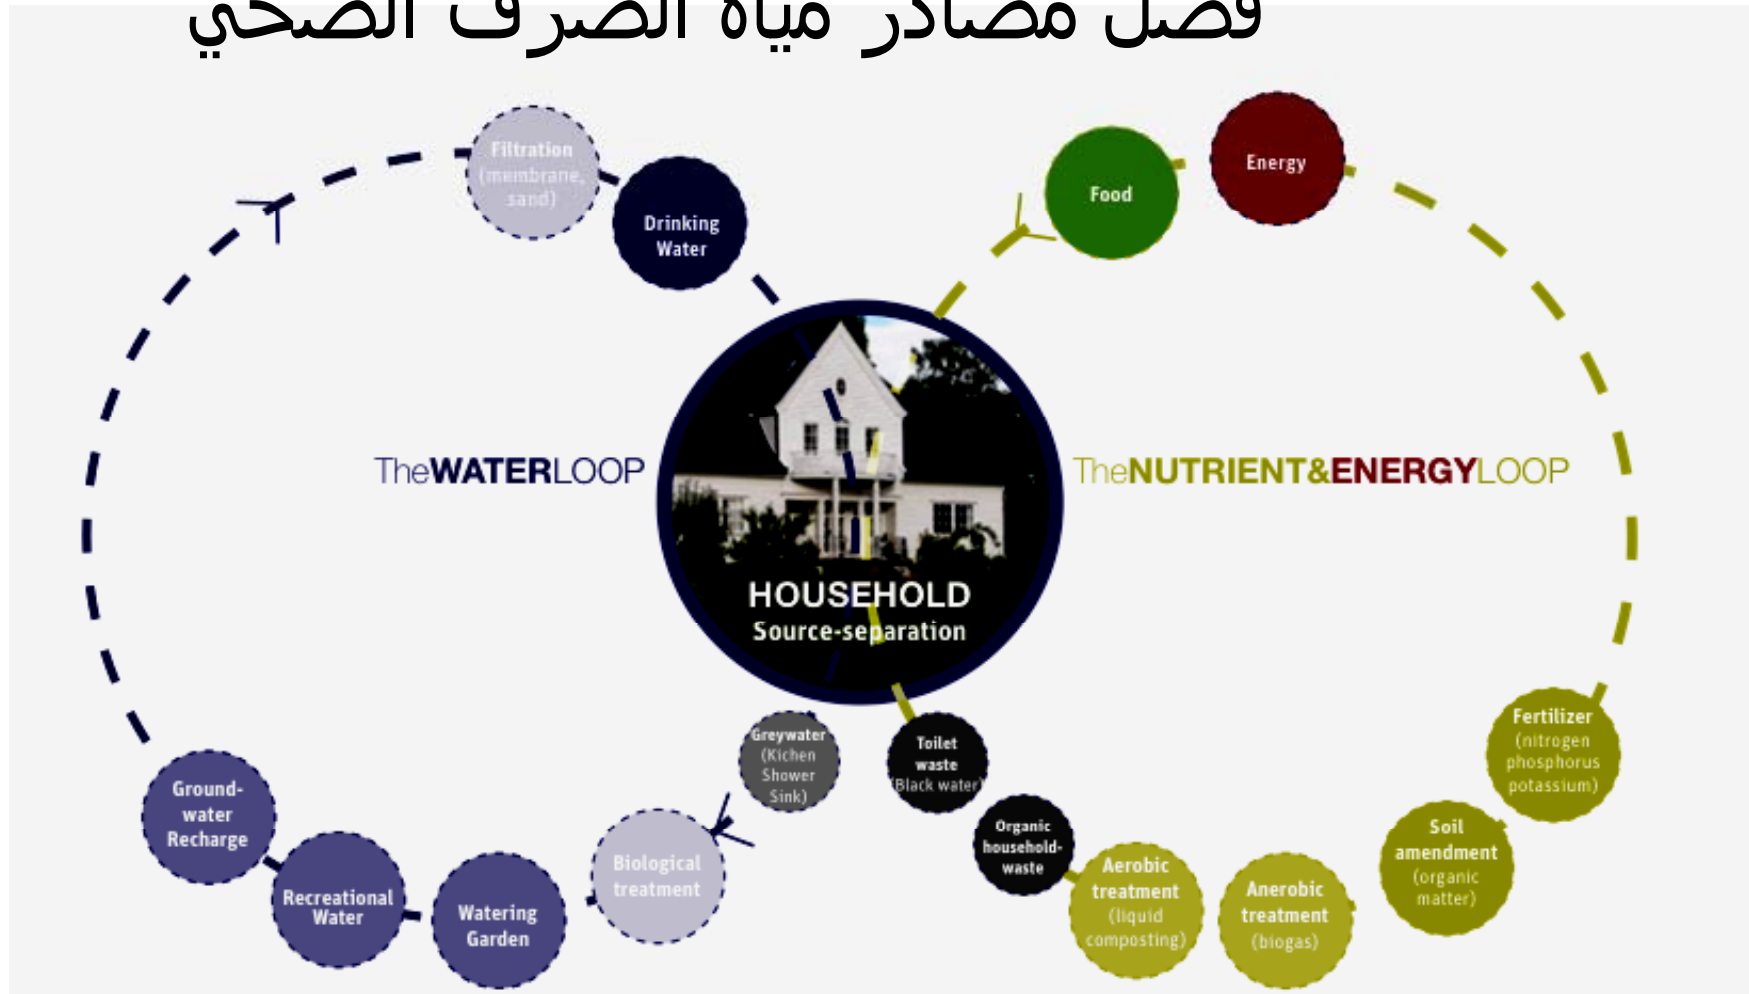 فصل مصادر مياه الصرف الصحي
Filtration
(membrane,
sand)
Drinking
Water
Food
Energy
TheWATERLOOP
TheNUTRIENT&ENERGYLOOP
HOUSEHOLD
Source-separation
Greywater
(Kichen
Shower
Sink)
Biological
treatment
Watering
Garden
Recreational
Water
Ground-
water
Recharge
Toilet
waste
(Black water)
Organic
household-
waste
Aerobic
treatment
(liquid
composting)
Anerobic
treatment
(biogas)
Soil
amendment
(organic
matter)
Fertilizer
(nitrogen
phosphorus
potassium)